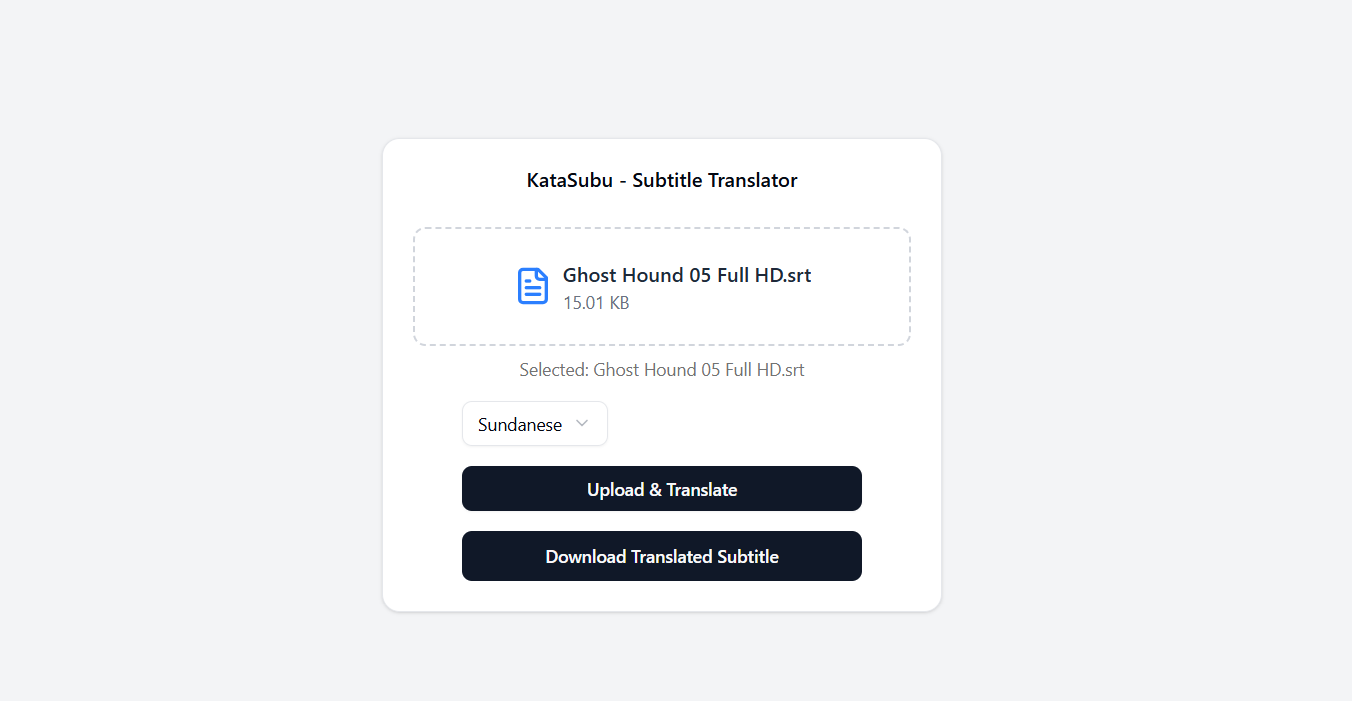 KataSubu - Subtitle Translator
Ghost Hound 05 Full HD.srt
15.01 KB
Selected: Ghost Hound 05 Full HD.srt
Sundanese
Upload & Translate
Download Translated Subtitle